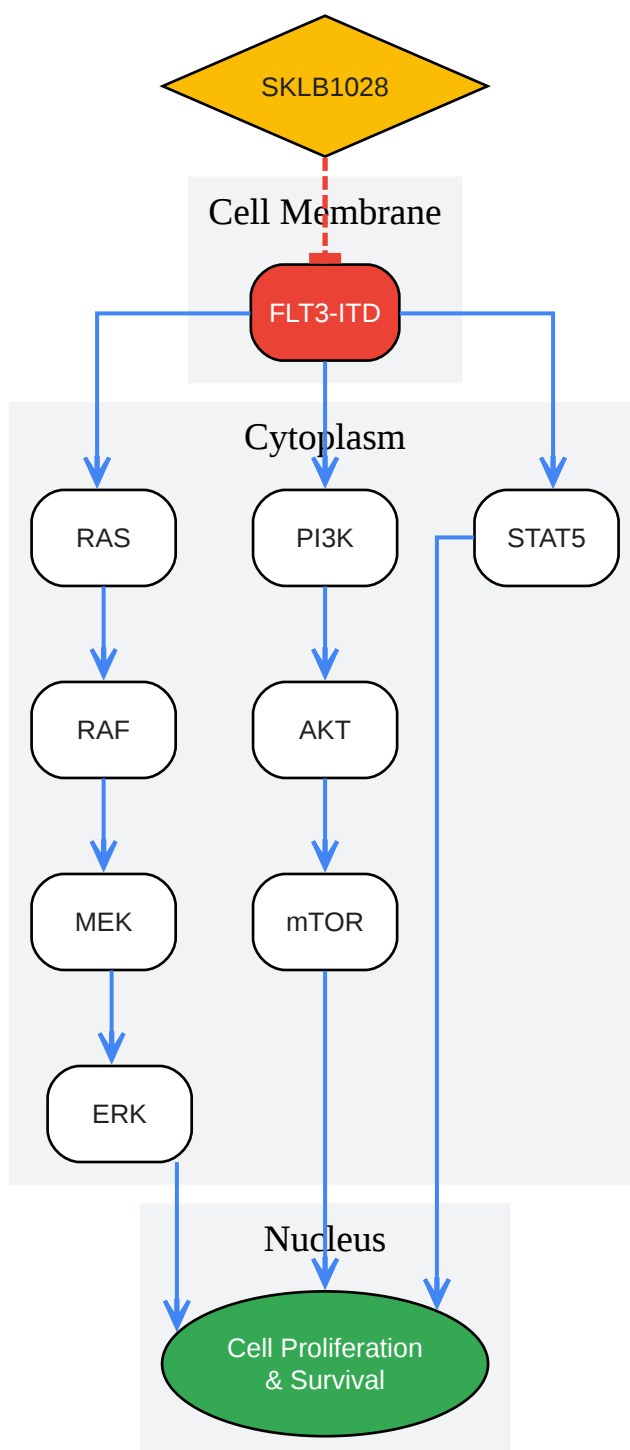 SKLB1028
Cell Membrane
FLT3-ITD
Cytoplasm
RAS
PI3K
STAT5
RAF
AKT
MEK
mTOR
ERK
Nucleus
Cell Proliferation
& Survival